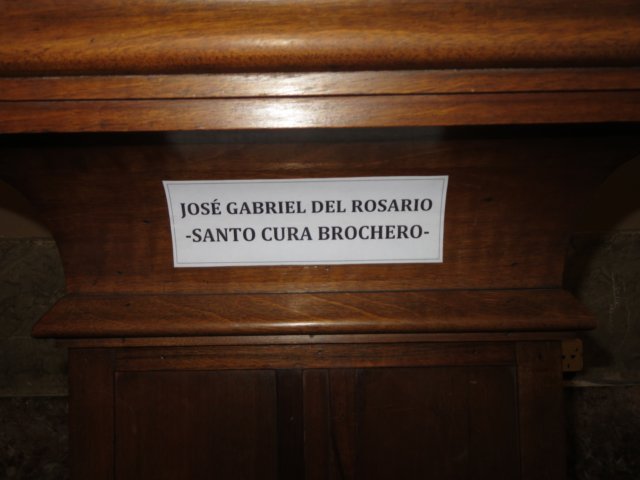 JOSÉ GABRIEL DEL ROSARIO
-SANTO CURA BROCHERO-